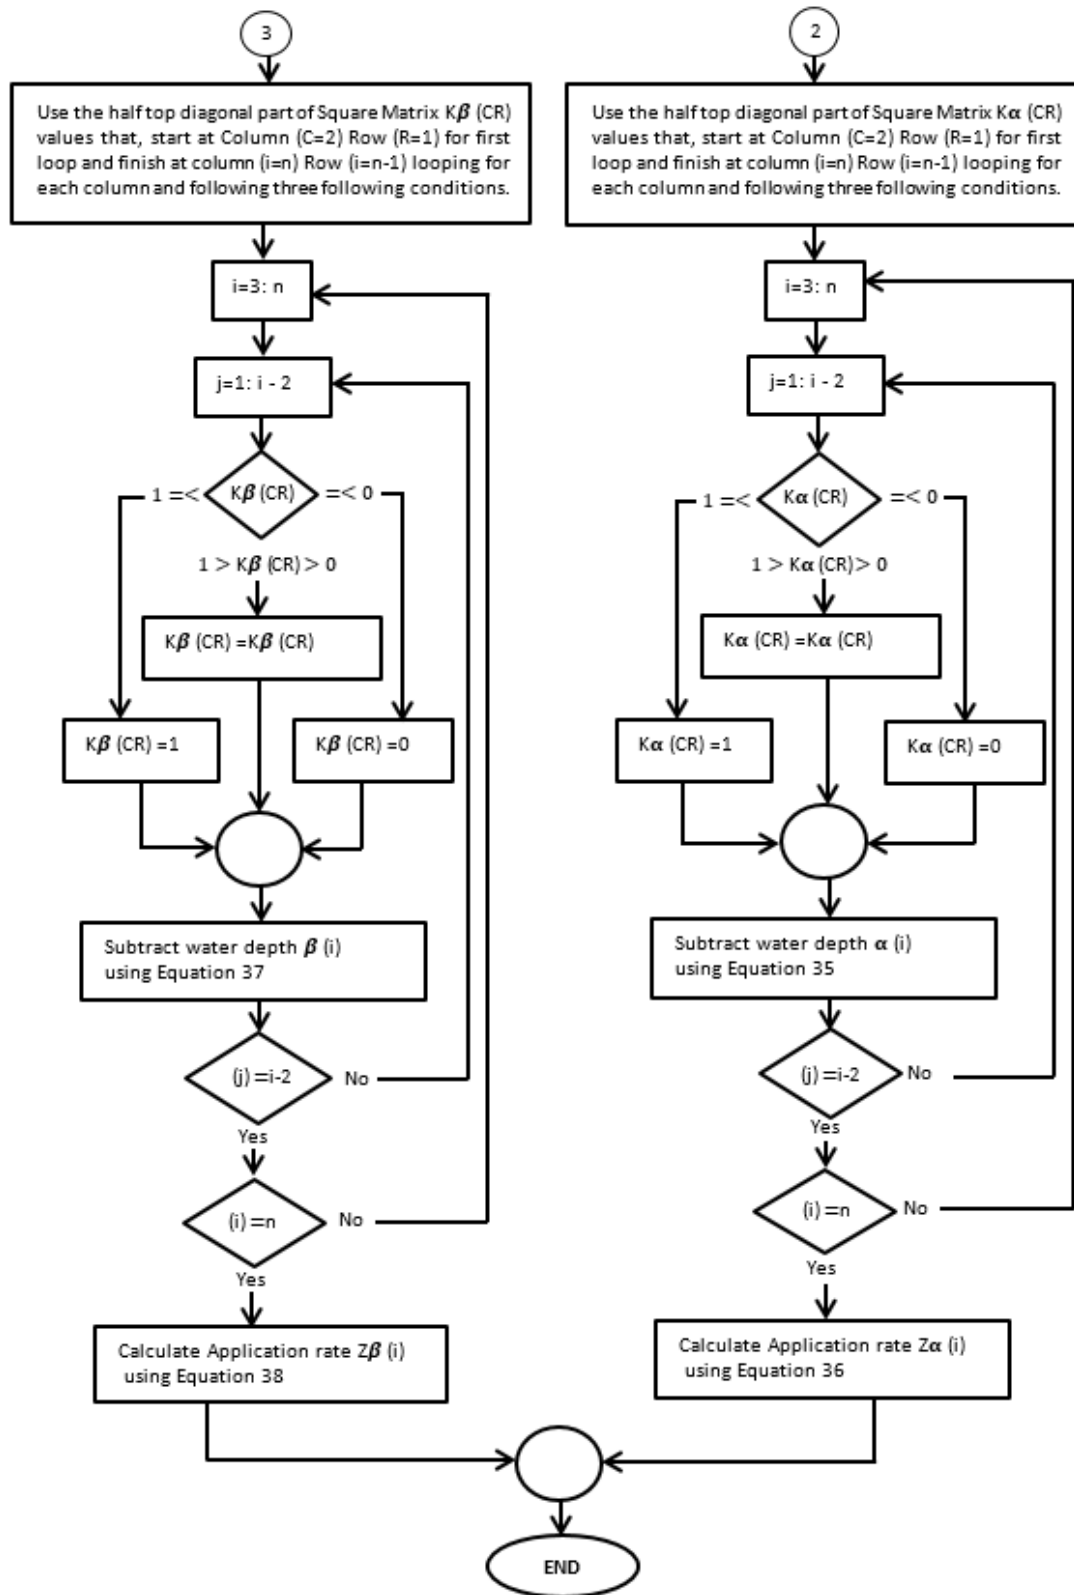 3
Use the half top diagonal part of Square Matrix Kβ (CR)
values that, start at Column (C=2) Row (R=1) for first
loop and finish at column (i=n) Row (i=n-1) looping for
each column and following three following conditions.
i=3: n
j=1: i - 2
1 =<
Kβ (CR)
=< 0
1 > Kβ (CR) > 0
Kβ (CR) =Kβ (CR)
Kβ (CR) =1
Kβ (CR) =0
Subtract water depth β (i)
using Equation 37
(j) =i-2
No
Yes
(i) =n
No
Yes
Calculate Application rate Zβ (i)
using Equation 38
2
Use the half top diagonal part of Square Matrix Kα (CR)
values that, start at Column (C=2) Row (R=1) for first
loop and finish at column (i=n) Row (i=n-1) looping for
each column and following three following conditions.
i=3: n
j=1: i - 2
1 =<
Kα (CR)
=< 0
1 > Kα (CR) > 0
Kα (CR) =Kα (CR)
Kα (CR) =1
Kα (CR) =0
Subtract water depth α (i)
using Equation 35
(j) =i-2
No
Yes
(i) =n
No
Yes
Calculate Application rate Zα (i)
using Equation 36
END